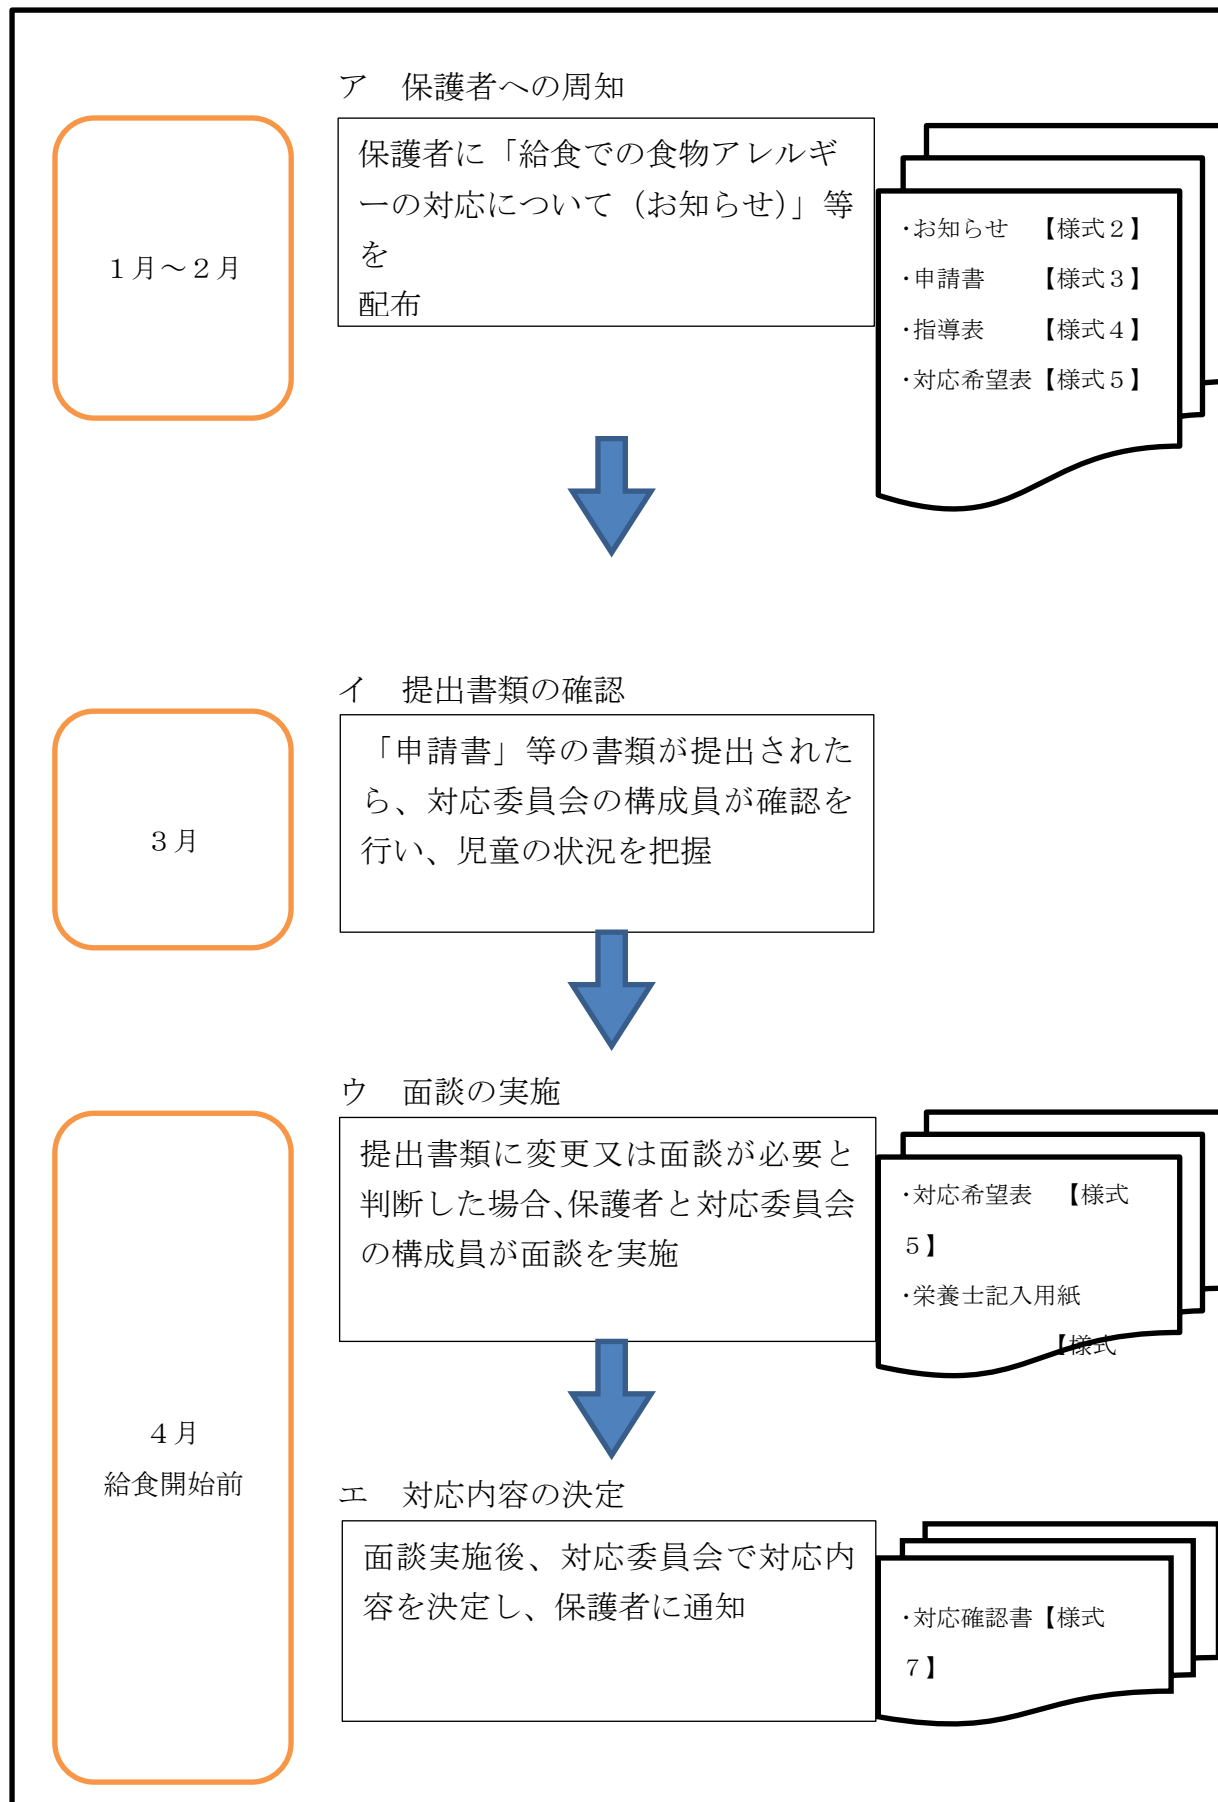 ア　保護者への周知
１月～２月
保護者に「給食での食物アレルギ
ーの対応について（お知らせ）」等
を
配布
・お知らせ　【様式２】
・申請書　　【様式３】
・指導表　　【様式４】
・対応希望表【様式５】
イ　提出書類の確認
３月
「申請書」等の書類が提出された
ら、対応委員会の構成員が確認を
行い、児童の状況を把握
ウ　面談の実施
提出書類に変更又は面談が必要と
判断した場合、保護者と対応委員会
の構成員が面談を実施
・対応希望表　【様式
５】
・栄養士記入用紙
【様式
４月
給食開始前
エ　対応内容の決定
面談実施後、対応委員会で対応内
容を決定し、保護者に通知
・対応確認書【様式
７】